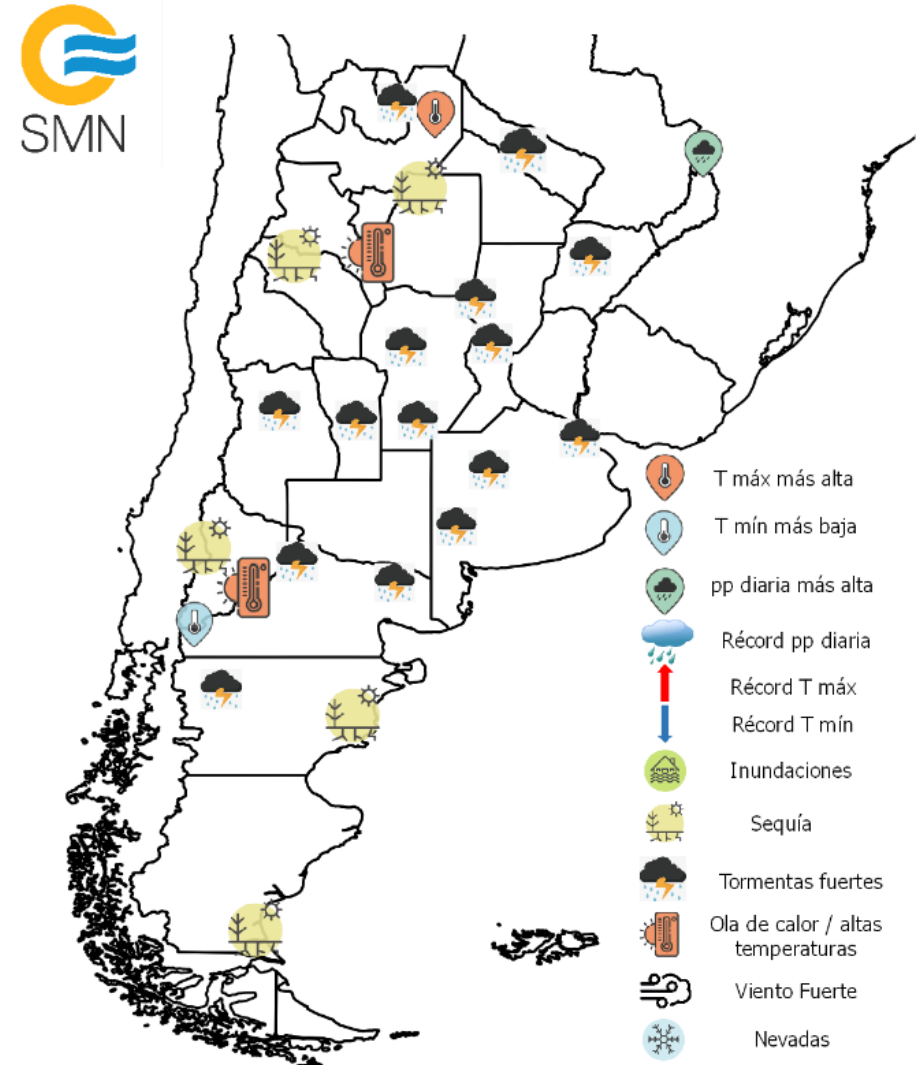 SMN
T máx más alta
T mín más baja
pp diaria más alta
Récord pp diaria
Récord T máx
Récord T mín
Inundaciones
Sequía
Tormentas fuertes
Ola de calor / altas
temperaturas
Viento Fuerte
Nevadas